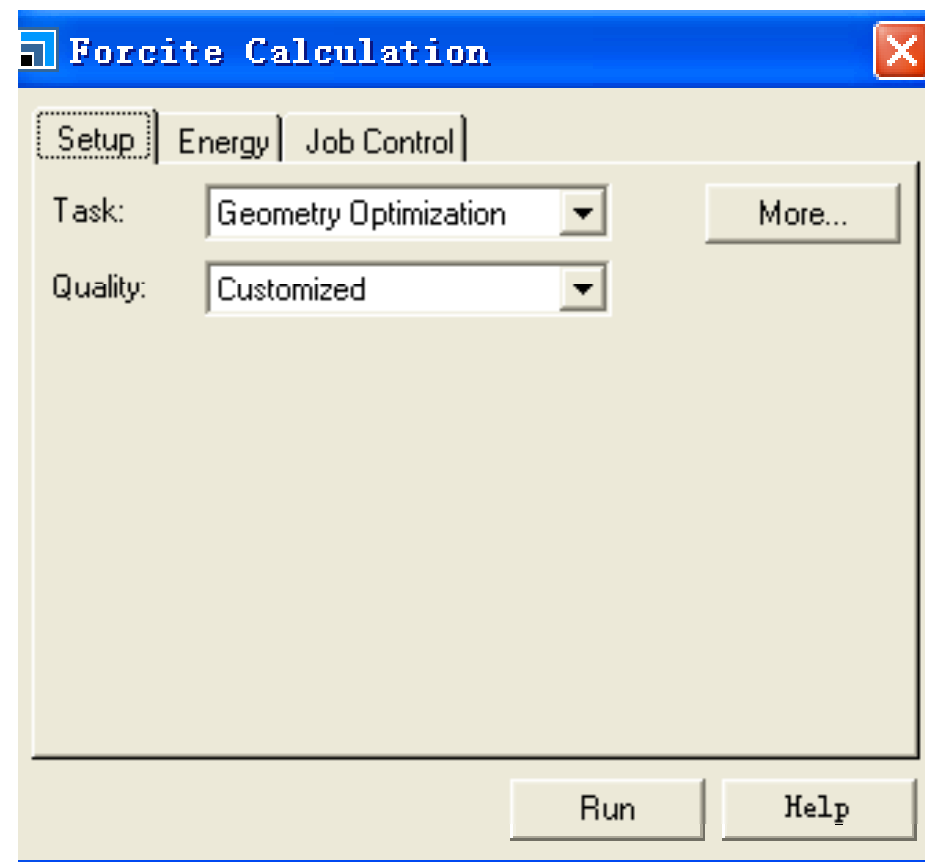 Forcite Calculation
Setup Energy Job Control
Task: Geometry Optimization More...
Quality: Customized
Run Help